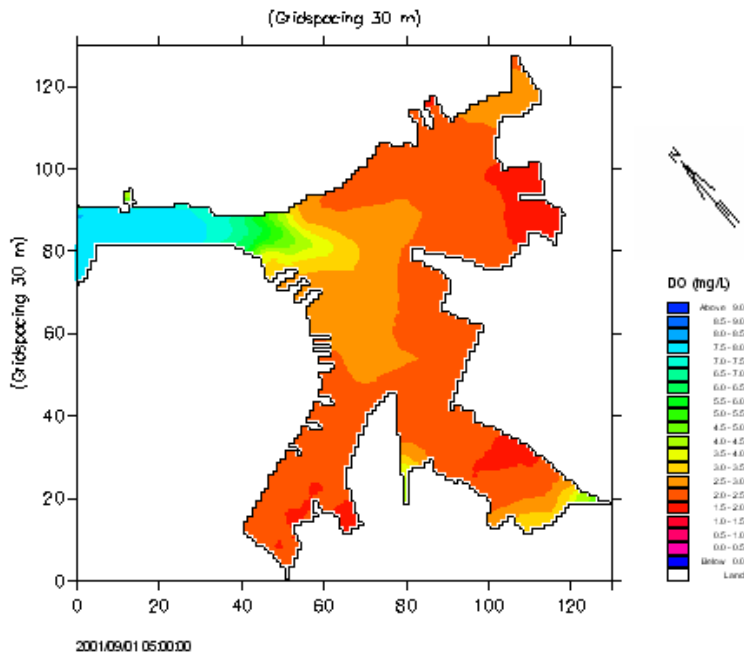 (Gridspacing 30 m)
120
100
80
60
40
20
0
(Gridspacing 30 m)
0 20 40 60 80 100 120
2001/09/01 05:00:00
N
DO (mg/L)
Above 9.0
8.5 - 9.0
8.0 - 8.5
7.5 - 8.0
7.0 - 7.5
6.5 - 7.0
6.0 - 6.5
5.5 - 6.0
5.0 - 5.5
4.5 - 5.0
4.0 - 4.5
3.5 - 4.0
3.0 - 3.5
2.5 - 3.0
2.0 - 2.5
1.5 - 2.0
1.0 - 1.5
0.5 - 1.0
0.0 - 0.5
Below 0.0
Land